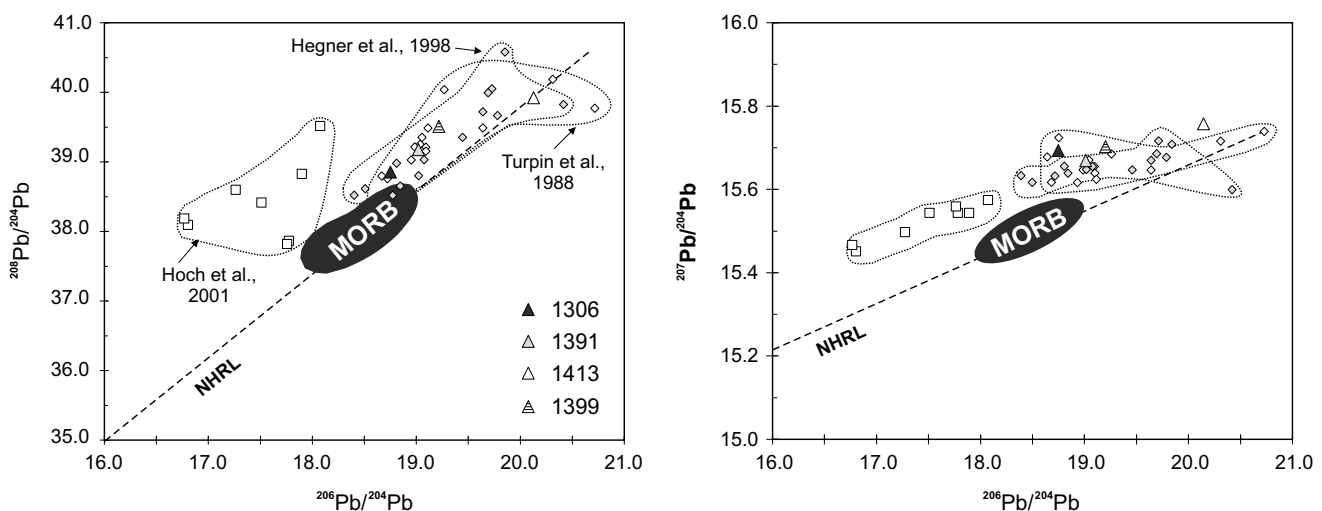 41.0
40.0
39.0
38.0
37.0
36.0
35.0
208Pb/204Pb
16.0 17.0 18.0 19.0 20.0 21.0
206Pb/204Pb
Hegner et al., 1998
Turpin et al.,
1988
Hoch et al.,
2001
MORB
NHRL
1306
1391
1413
1399
16.0
15.8
15.6
15.4
15.2
15.0
207Pb/204Pb
16.0 17.0 18.0 19.0 20.0 21.0
206Pb/204Pb
MORB
NHRL